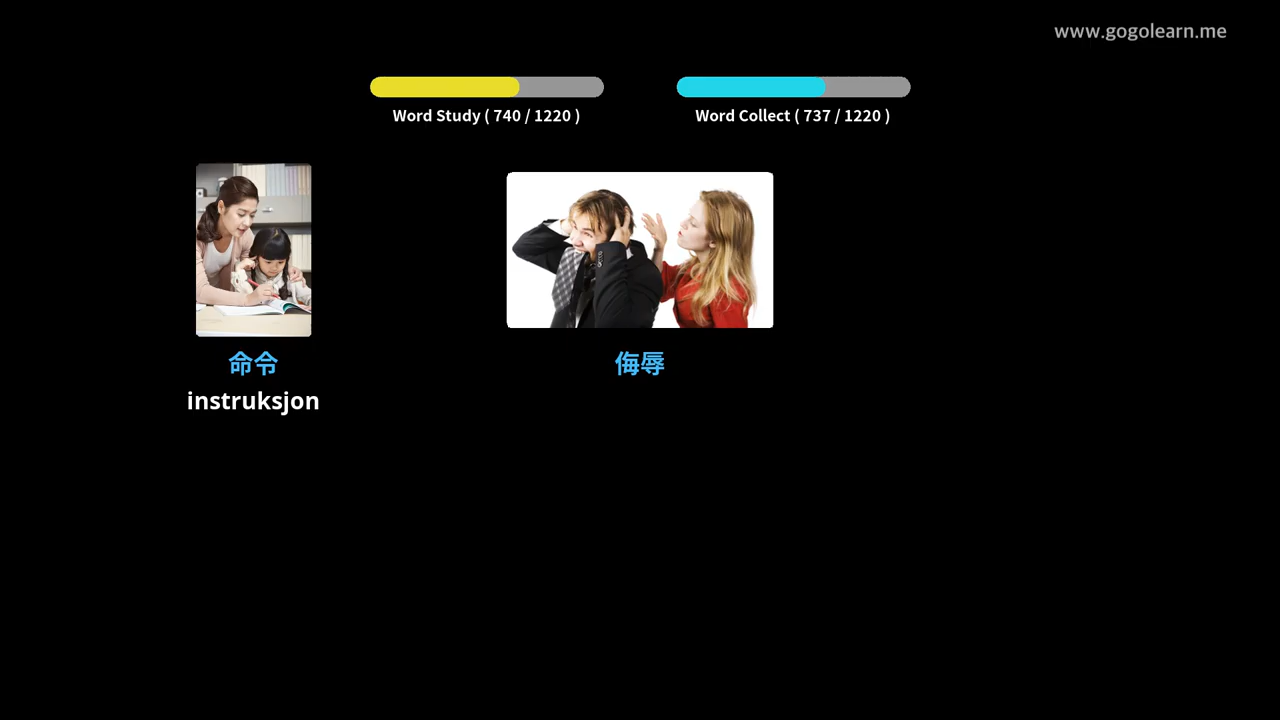 www.gogolearn.me
Word Study ( 740 / 1220 )
Word Collect ( 737 / 1220 )
命令
instruksjon
侮辱